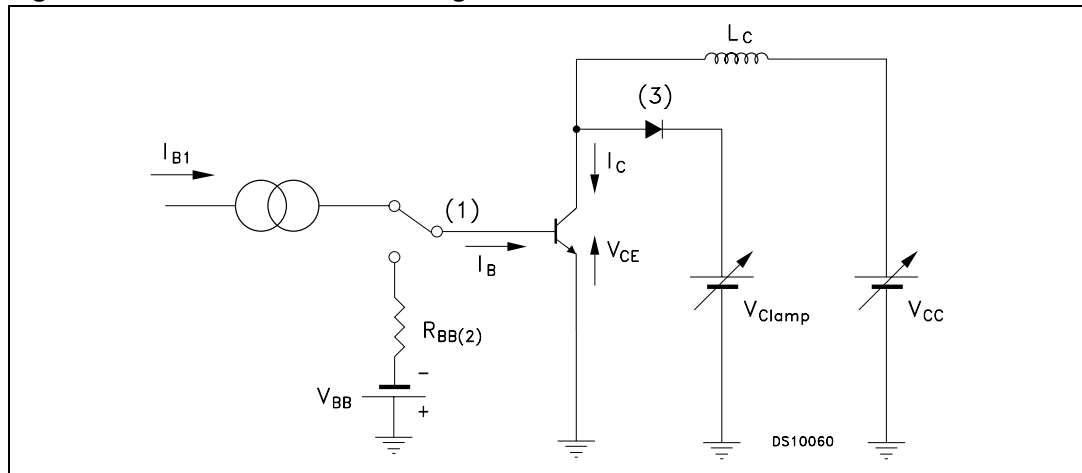 L_C
(3)
I_B1
I_C
(1)
I_B
V_CE
R_BB(2)
V_Clamp
V_CC
-
V_BB
+
DS10060